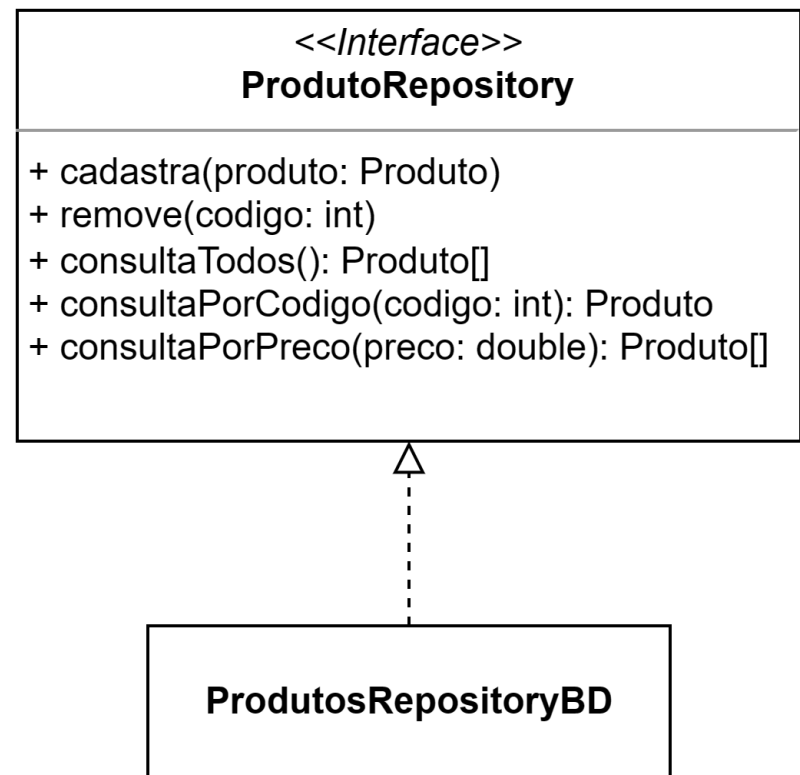 <<Interface>>
ProdutoRepository
+ cadastra(produto: Produto)
+ remove(codigo: int)
+ consultaTodos(): Produto[]
+ consultaPorCodigo(codigo: int): Produto
+ consultaPorPreco(preco: double): Produto[]
ProdutosRepositoryBD